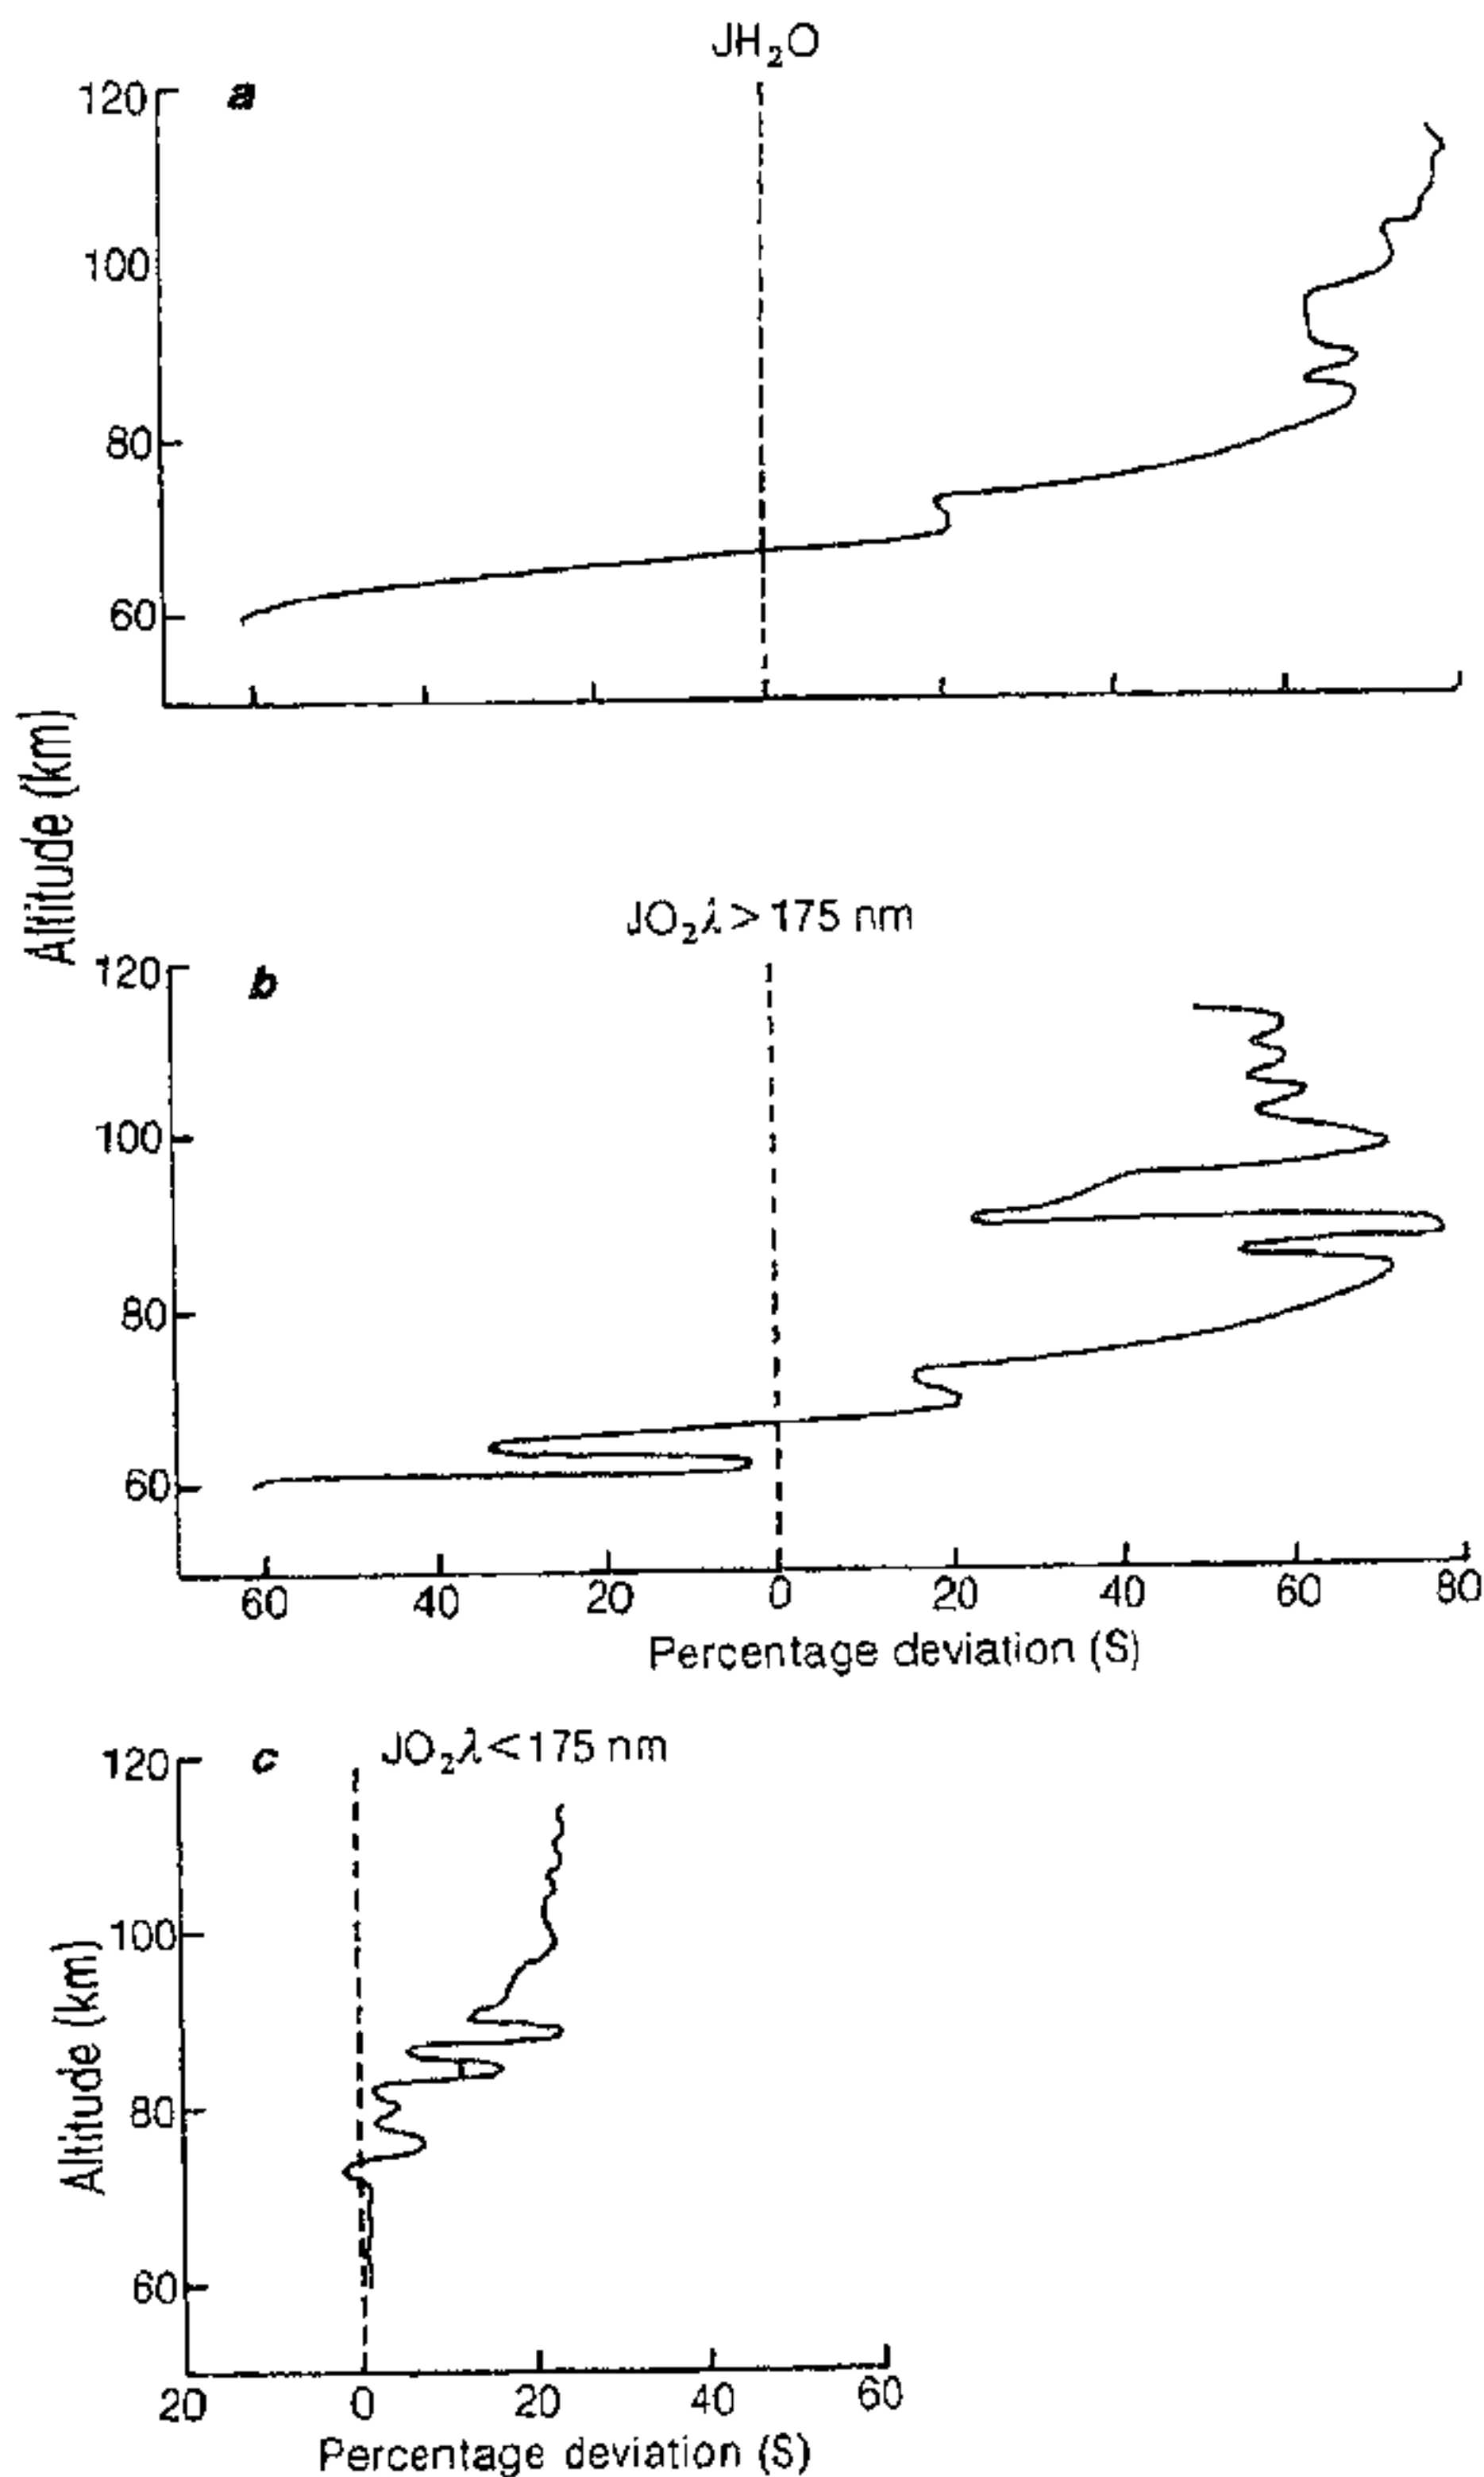 JH₂O
a
120
100
80
60
Altitude (km)
JO₂λ > 175 nm
b
120
100
80
60
60 40 20 0 20 40 60 80
Percentage deviation (S)
JO₂λ < 175 nm
c
120
100
80
60
Altitude (km)
20 0 20 40 60
Percentage deviation (S)